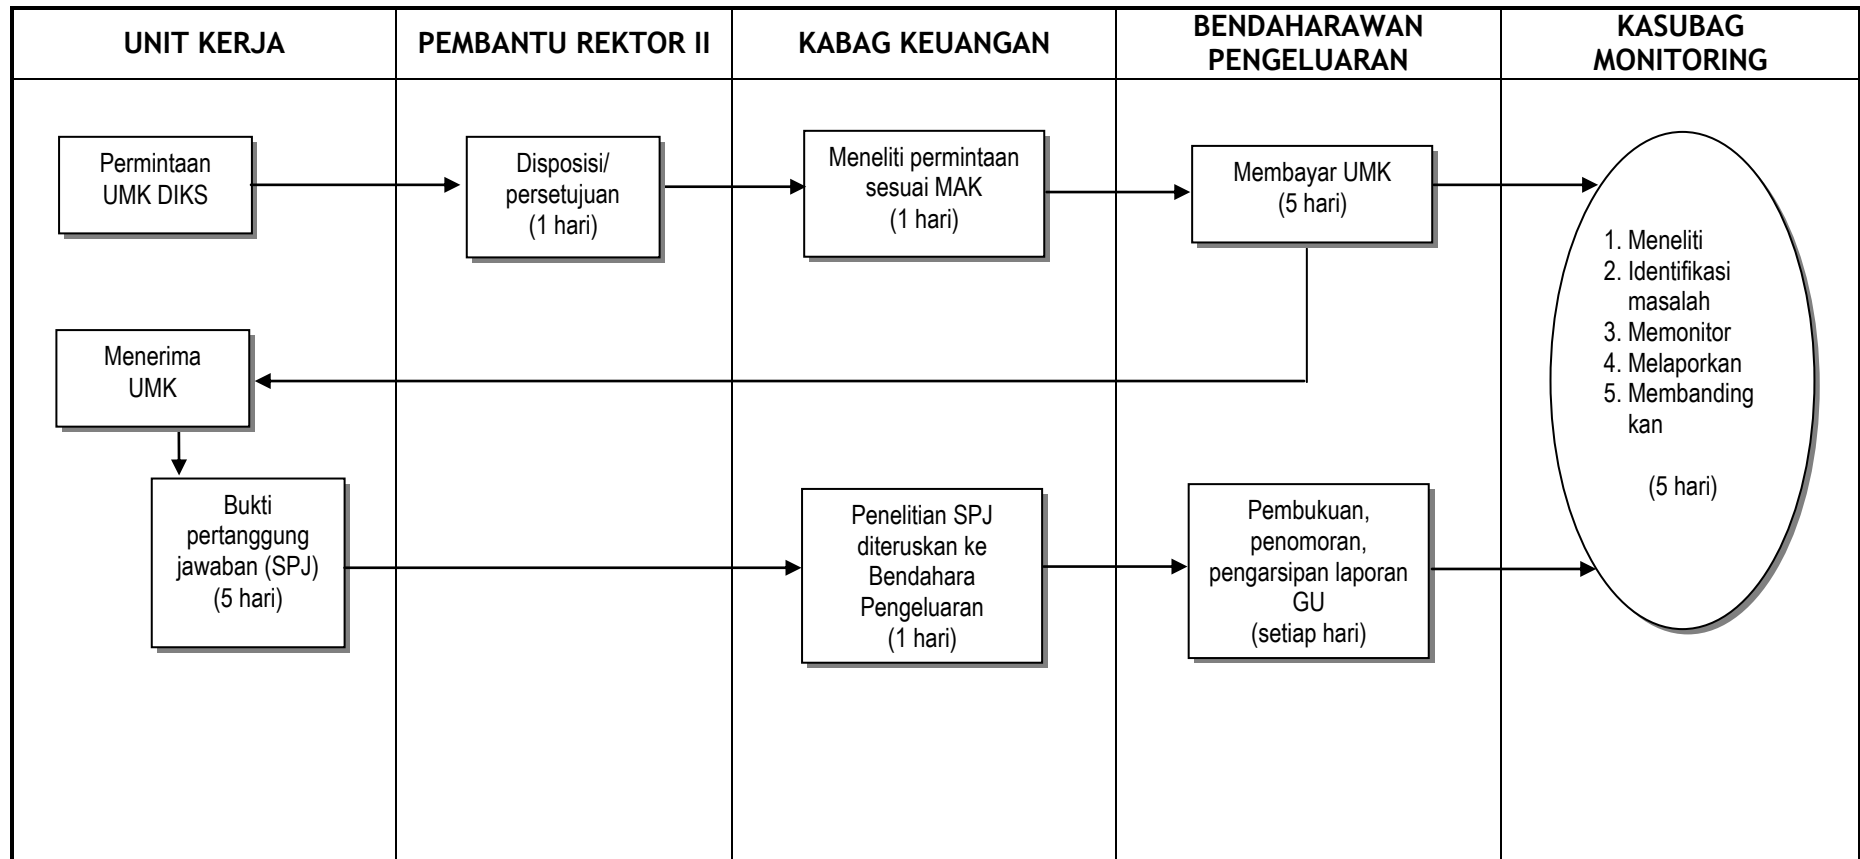 UNIT KERJA
PEMBANTU REKTOR II
KABAG KEUANGAN
BENDAHARAWAN
PENGELUARAN
KASUBAG
MONITORING
Permintaan
UMK DIKS
Disposisi/
persetujuan
(1 hari)
Meneliti permintaan
sesuai MAK
(1 hari)
Membayar UMK
(5 hari)
1. Meneliti
2. Identifikasi
masalah
3. Memonitor
4. Melaporkan
5. Membanding
kan
(5 hari)
Menerima
UMK
Bukti
pertanggung
jawaban (SPJ)
(5 hari)
Penelitian SPJ
diteruskan ke
Bendahara
Pengeluaran
(1 hari)
Pembukuan,
penomoran,
pengarsipan laporan
GU
(setiap hari)